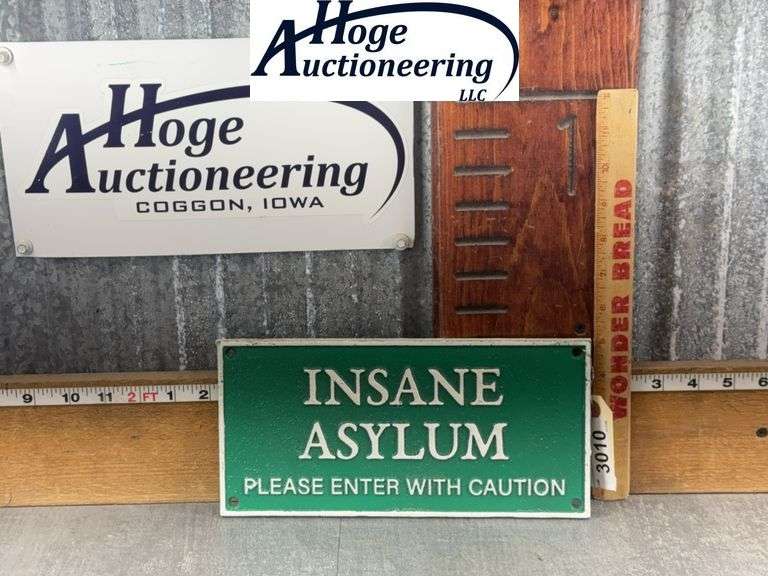 Hoge
Auctioneering
LLC
Hoge
Auctioneering
COGGON, IOWA
1
WONDER BREAD
9 10 11 2 FT 1 2
3 4 5 6
INSANE
ASYLUM
PLEASE ENTER WITH CAUTION
3010